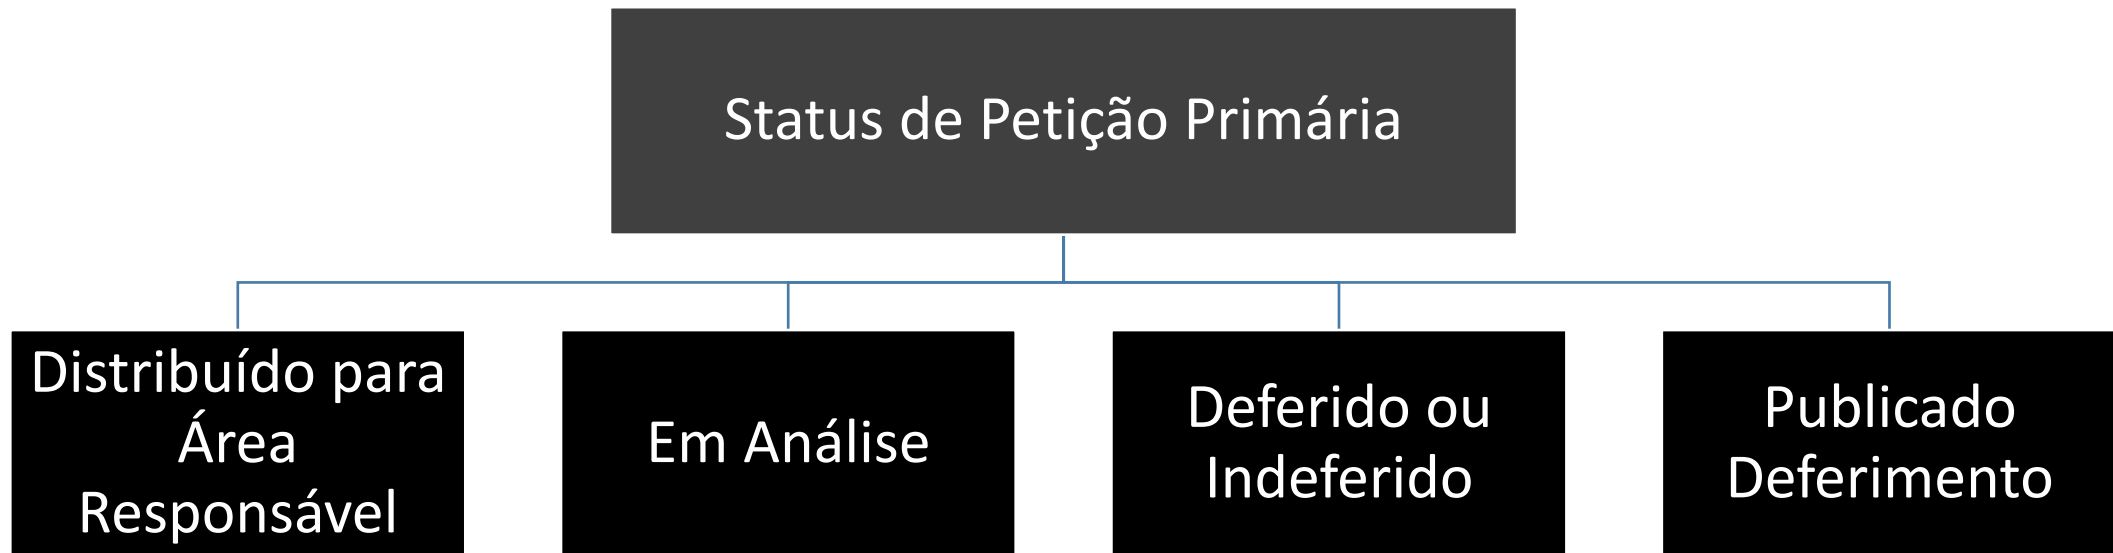 Status de Petição Primária
Distribuído para
Área
Responsável
Em Análise
Deferido ou
Indeferido
Publicado
Deferimento